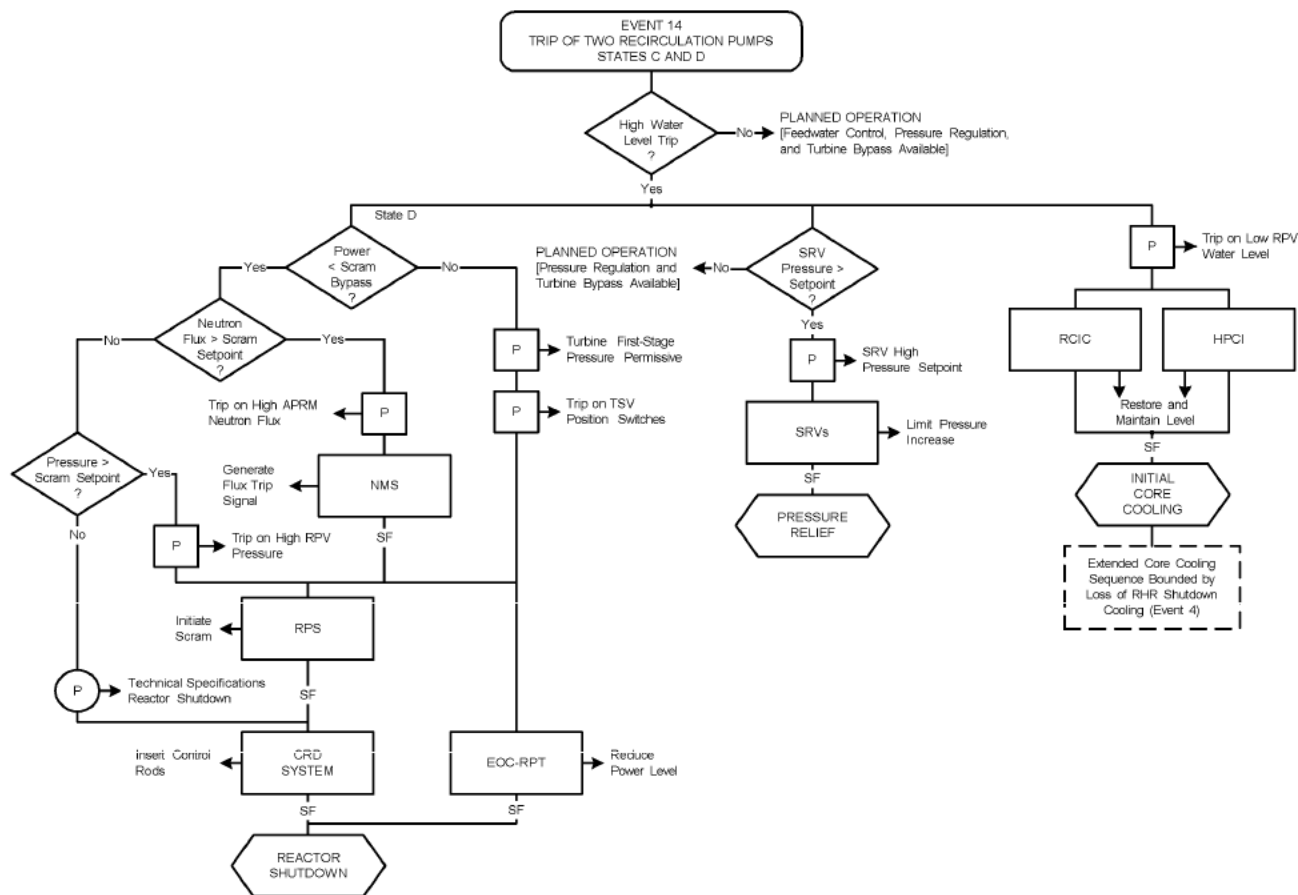 EVENT 14
TRIP OF TWO RECIRCULATION PUMPS
STATES C AND D
High Water
Level Trip
?
No
PLANNED OPERATION
[Feedwater Control, Pressure Regulation,
and Turbine Bypass Available]
Yes
State D
Power
< Scram
Bypass
?
Yes
No
PLANNED OPERATION
[Pressure Regulation and
Turbine Bypass Available]
No
SRV
Pressure >
Setpoint
?
Yes
P
Trip on Low RPV
Water Level
Neutron
Flux > Scram
Setpoint
?
No
Yes
P
Turbine First-Stage
Pressure Permissive
P
SRV High
Pressure Setpoint
RCIC
HPCI
Restore and
Maintain Level
SF
Trip on High APRM
Neutron Flux
P
P
Trip on TSV
Position Switches
SRVs
Limit Pressure
Increase
SF
Pressure >
Scram Setpoint
?
Yes
No
Generate
Flux Trip
Signal
NMS
SF
PRESSURE
RELIEF
INITIAL
CORE
COOLING
P
Trip on High RPV
Pressure
Extended Core Cooling
Sequence Bounded by
Loss of RHR Shutdown
Cooling (Event 4)
Initiate
Scram
RPS
SF
P
Technical Specifications
Reactor Shutdown
Insert Control
Rods
CRD
SYSTEM
SF
EOC-RPT
Reduce
Power Level
SF
REACTOR
SHUTDOWN